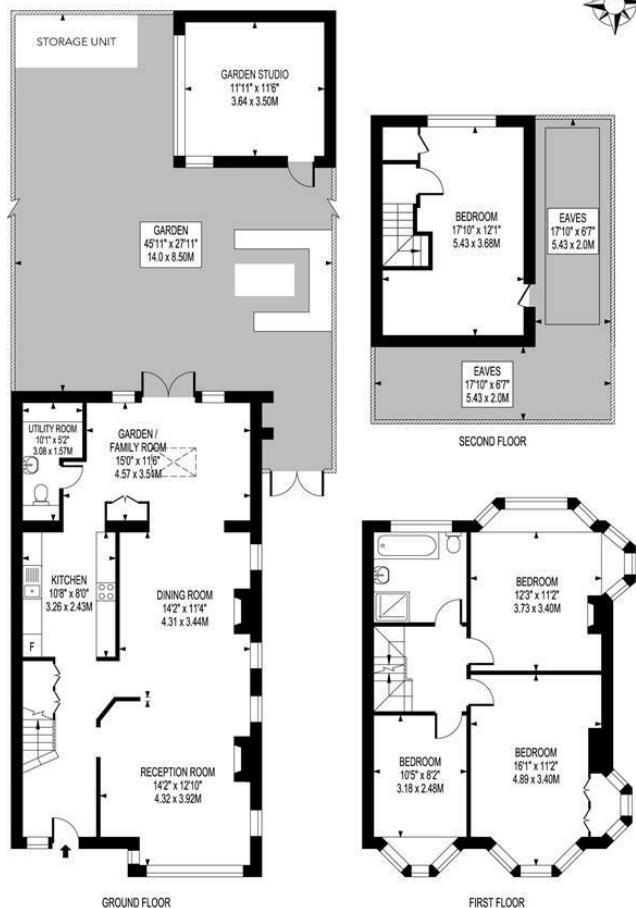 STORAGE UNIT
GARDEN STUDIO
11'11" x 11'6"
3.64 x 3.50M
GARDEN
45'11" x 27'11"
14.0 x 8.50M
BEDROOM
17'10" x 12'1"
5.43 x 3.68M
EAVES
17'10" x 6'7"
5.43 x 2.0M
EAVES
17'10" x 6'7"
5.43 x 2.0M
SECOND FLOOR
UTILITY ROOM
10'1" x 5'2"
3.08 x 1.57M
GARDEN /
FAMILY ROOM
15'0" x 11'6"
4.57 x 3.51M
KITCHEN
10'8" x 8'0"
3.26 x 2.43M
F
DINING ROOM
14'2" x 11'4"
4.31 x 3.44M
RECEPTION ROOM
14'2" x 12'10"
4.32 x 3.92M
GROUND FLOOR
BEDROOM
12'3" x 11'2"
3.73 x 3.40M
BEDROOM
10'5" x 8'2"
3.18 x 2.48M
BEDROOM
16'1" x 11'2"
4.89 x 3.40M
FIRST FLOOR